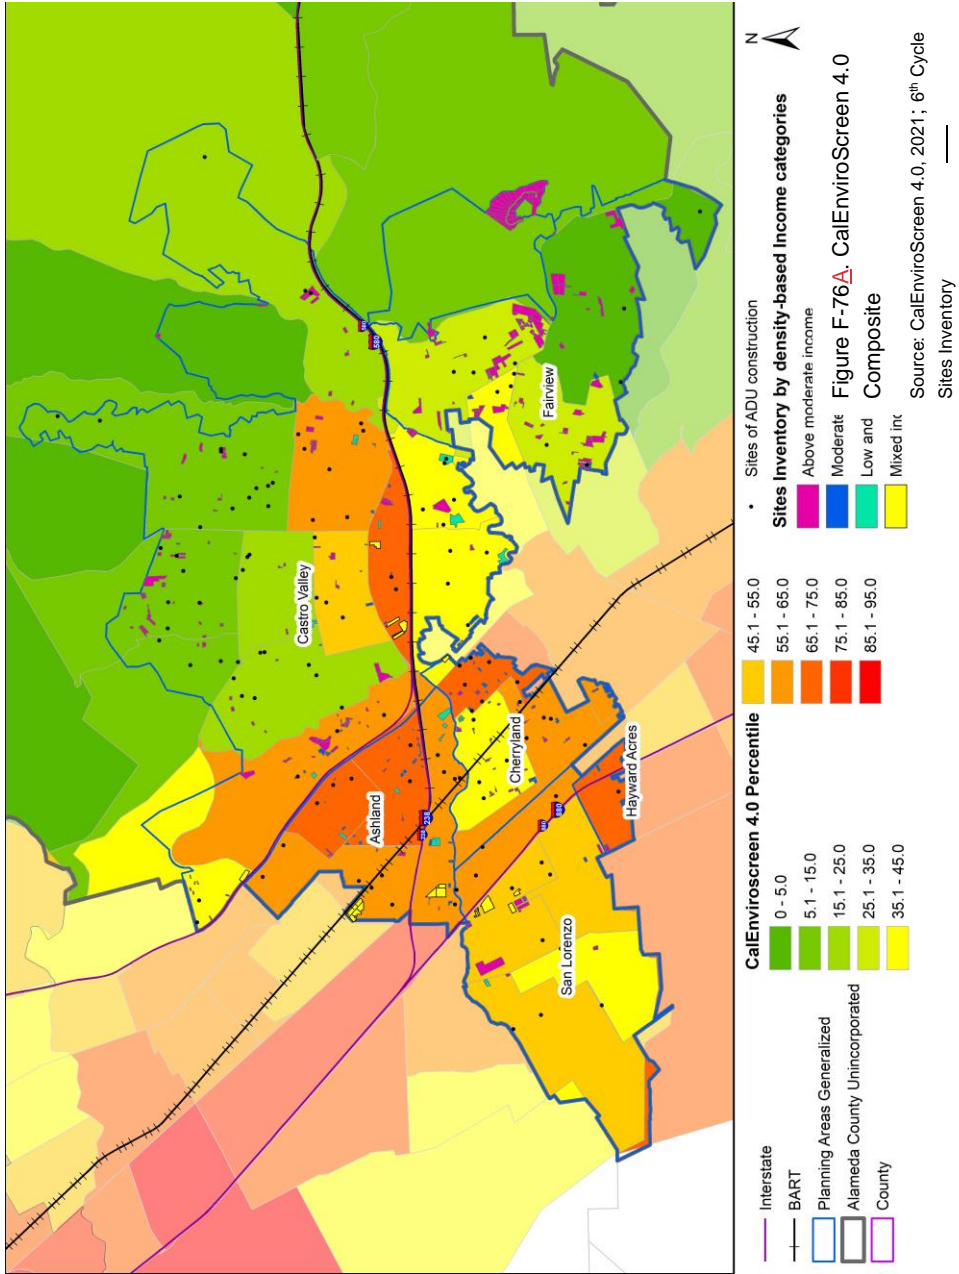 Castro Valley
Fairview
Ashland
Cherryland
Hayward Acres
San Lorenzo
580
238
880
N
Interstate
BART
Planning Areas Generalized
Alameda County Unincorporated
County
CalEnviroscreen 4.0 Percentile
0 - 5.0
5.1 - 15.0
15.1 - 25.0
25.1 - 35.0
35.1 - 45.0
45.1 - 55.0
55.1 - 65.0
65.1 - 75.0
75.1 - 85.0
85.1 - 95.0
Sites of ADU construction
Sites Inventory by density-based Income categories
Above moderate income
Moderate
Low and
Mixed inc
Figure F-76A. CalEnviroScreen 4.0
Composite
Source: CalEnviroScreen 4.0, 2021; 6th Cycle
Sites Inventory